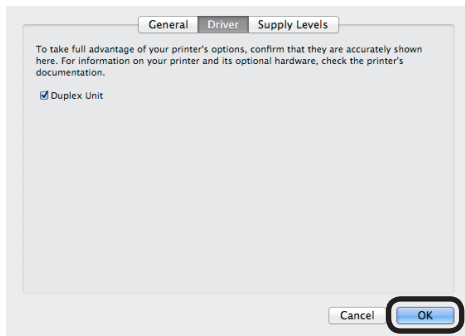 General Driver Supply Levels
To take full advantage of your printer's options, confirm that they are accurately shown
here. For information on your printer and its optional hardware, check the printer's
documentation.
Duplex Unit
Cancel OK